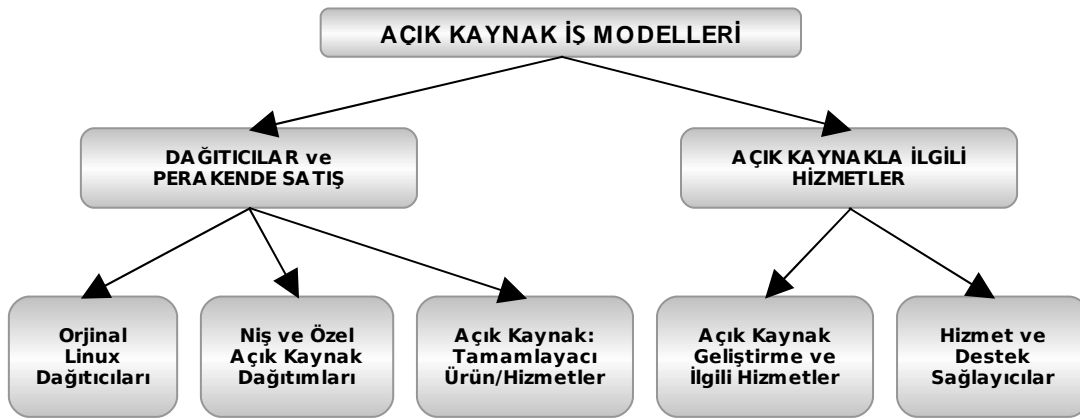 AÇIK KAYNAK İŞ MODELLERİ
DAĞITICILAR ve
PERAKENDE SATIŞ
AÇIK KAYNAKLA İLGİLİ
HİZMETLER
Orjinal
Linux
Dağıtıcıları
Niş ve Özel
Açık Kaynak
Dağıtımları
Açık Kaynak:
Tamamlayacı
Ürün/Hizmetler
Açık Kaynak
Geliştirme ve
İlgili Hizmetler
Hizmet ve
Destek
Sağlayıcılar